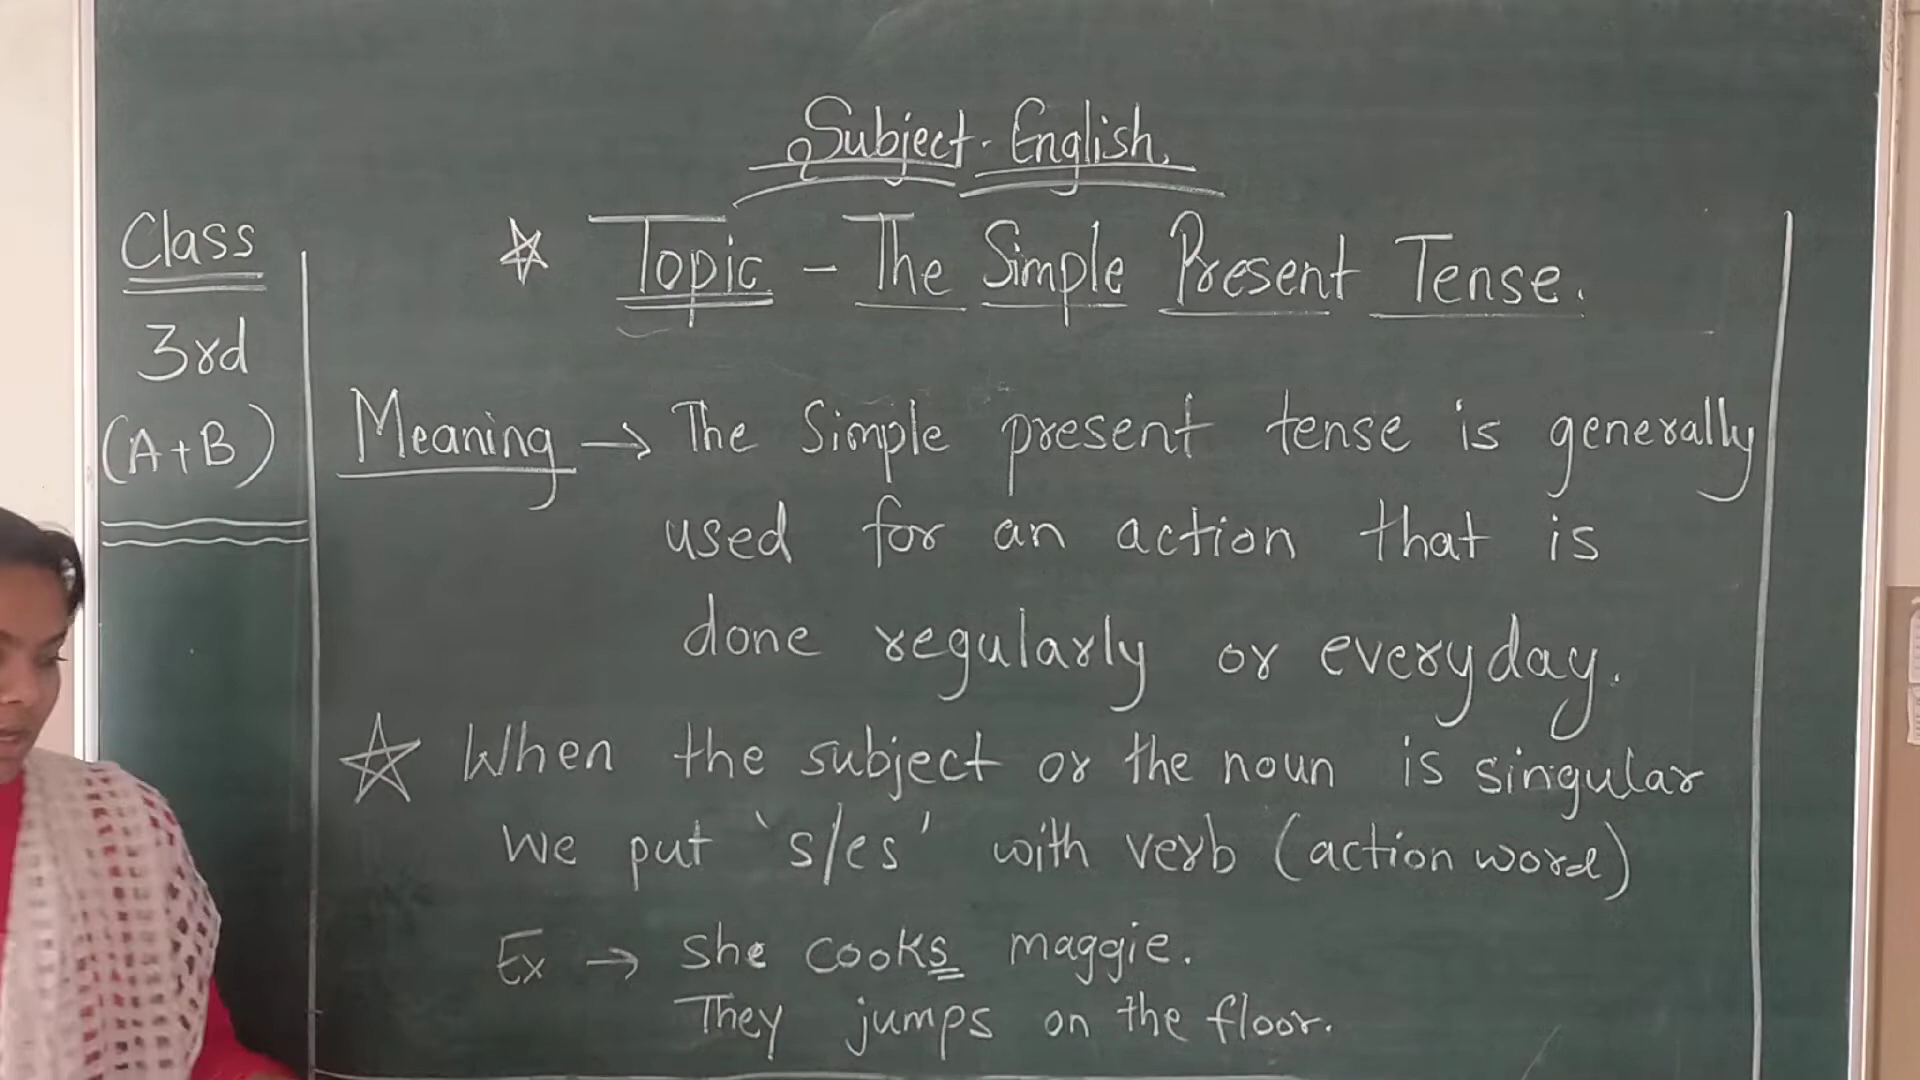 Subject - English.
Class
3rd
(A+B)
Topic - The Simple Present Tense.
Meaning → The Simple present tense is generally
used for an action that is
done regularly or everyday.
When the subject or the noun is singular
we put 's/es' with verb (action word)
Ex → She cooks maggie.
They jumps on the floor.